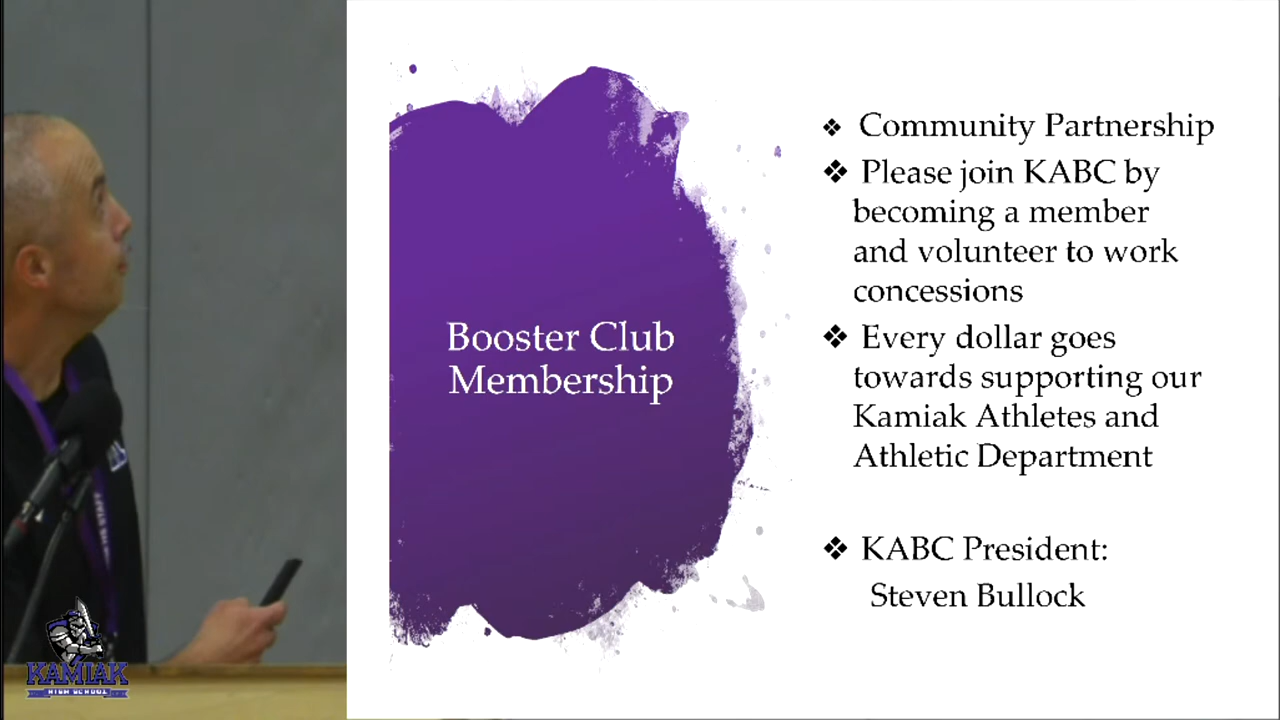 Booster Club
Membership
❖ Community Partnership
❖ Please join KABC by
becoming a member
and volunteer to work
concessions
❖ Every dollar goes
towards supporting our
Kamiak Athletes and
Athletic Department
❖ KABC President:
Steven Bullock
KAMIAK
HIGH SCHOOL